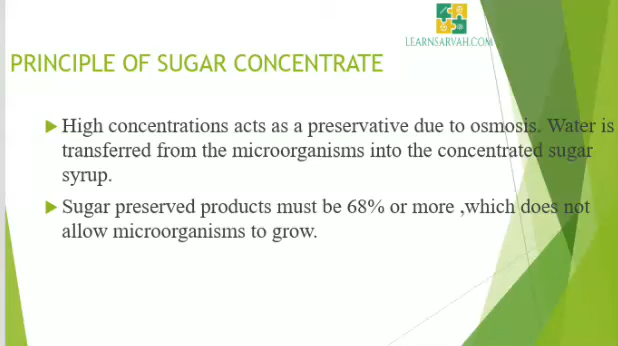 LEARNSARVAH.COM
PRINCIPLE OF SUGAR CONCENTRATE
High concentrations acts as a preservative due to osmosis. Water is
transferred from the microorganisms into the concentrated sugar
syrup.
Sugar preserved products must be 68% or more ,which does not
allow microorganisms to grow.